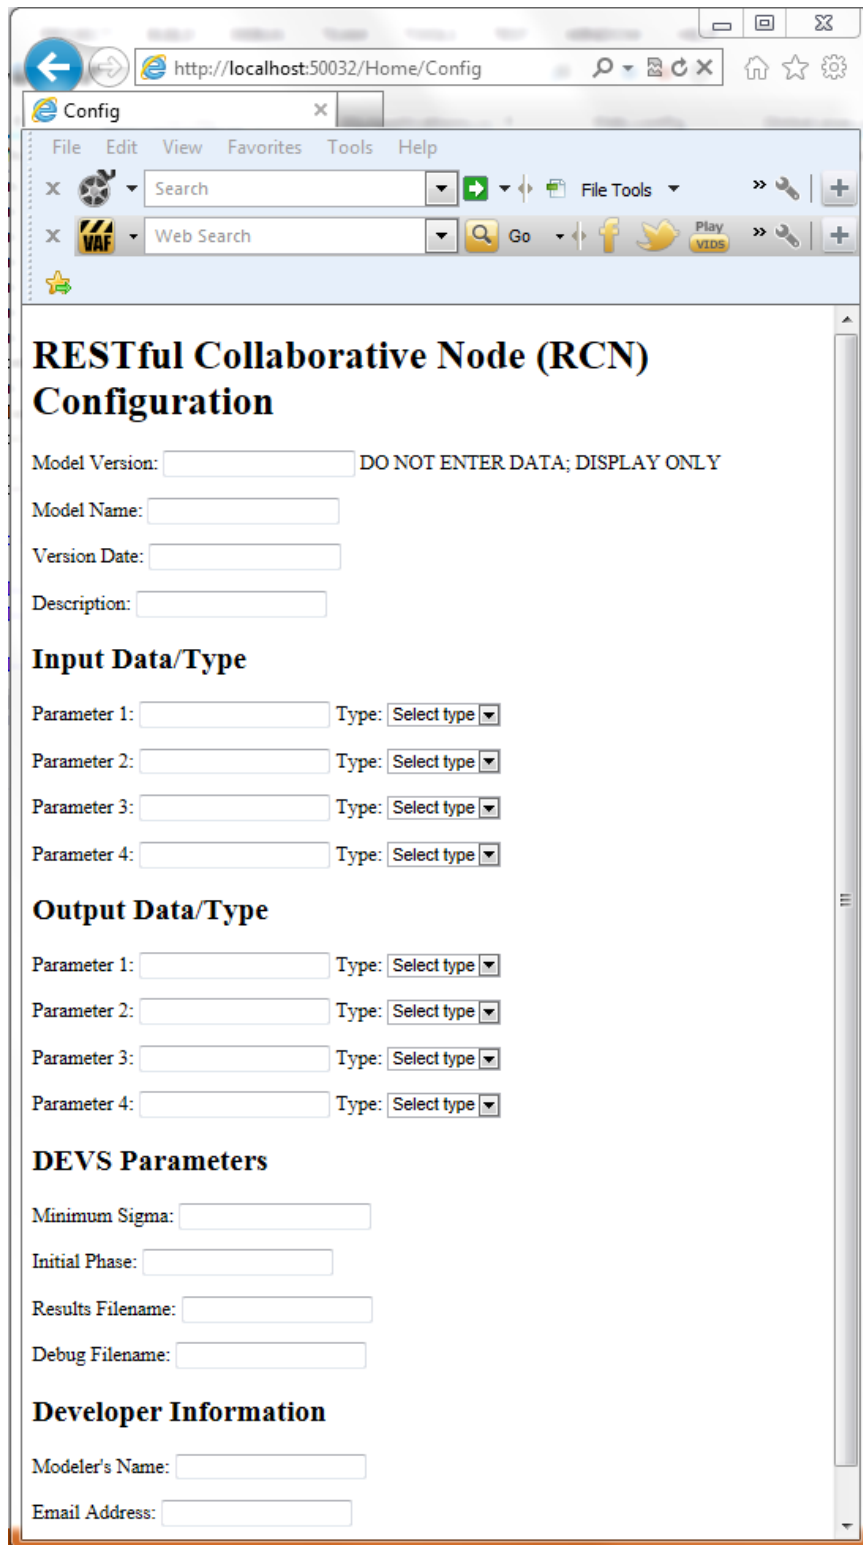 http://localhost:50032/Home/Config
Config
File Edit View Favorites Tools Help
Search File Tools
VAF Web Search Go Play VIDS
RESTful Collaborative Node (RCN)
Configuration
Model Version: DO NOT ENTER DATA; DISPLAY ONLY
Model Name:
Version Date:
Description:
Input Data/Type
Parameter 1: Type: Select type
Parameter 2: Type: Select type
Parameter 3: Type: Select type
Parameter 4: Type: Select type
Output Data/Type
Parameter 1: Type: Select type
Parameter 2: Type: Select type
Parameter 3: Type: Select type
Parameter 4: Type: Select type
DEVS Parameters
Minimum Sigma:
Initial Phase:
Results Filename:
Debug Filename:
Developer Information
Modeler's Name:
Email Address: